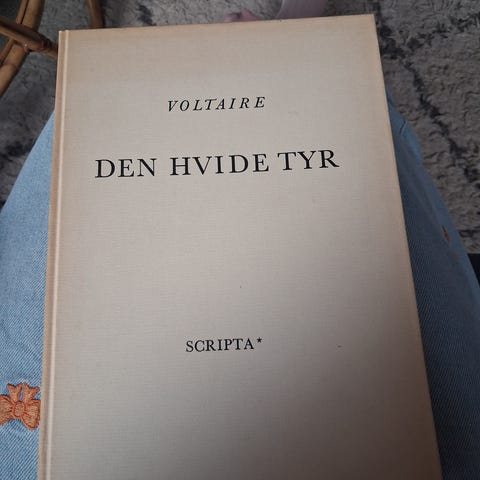 VOLTAIRE
DEN HVIDE TYR
SCRIPTA*